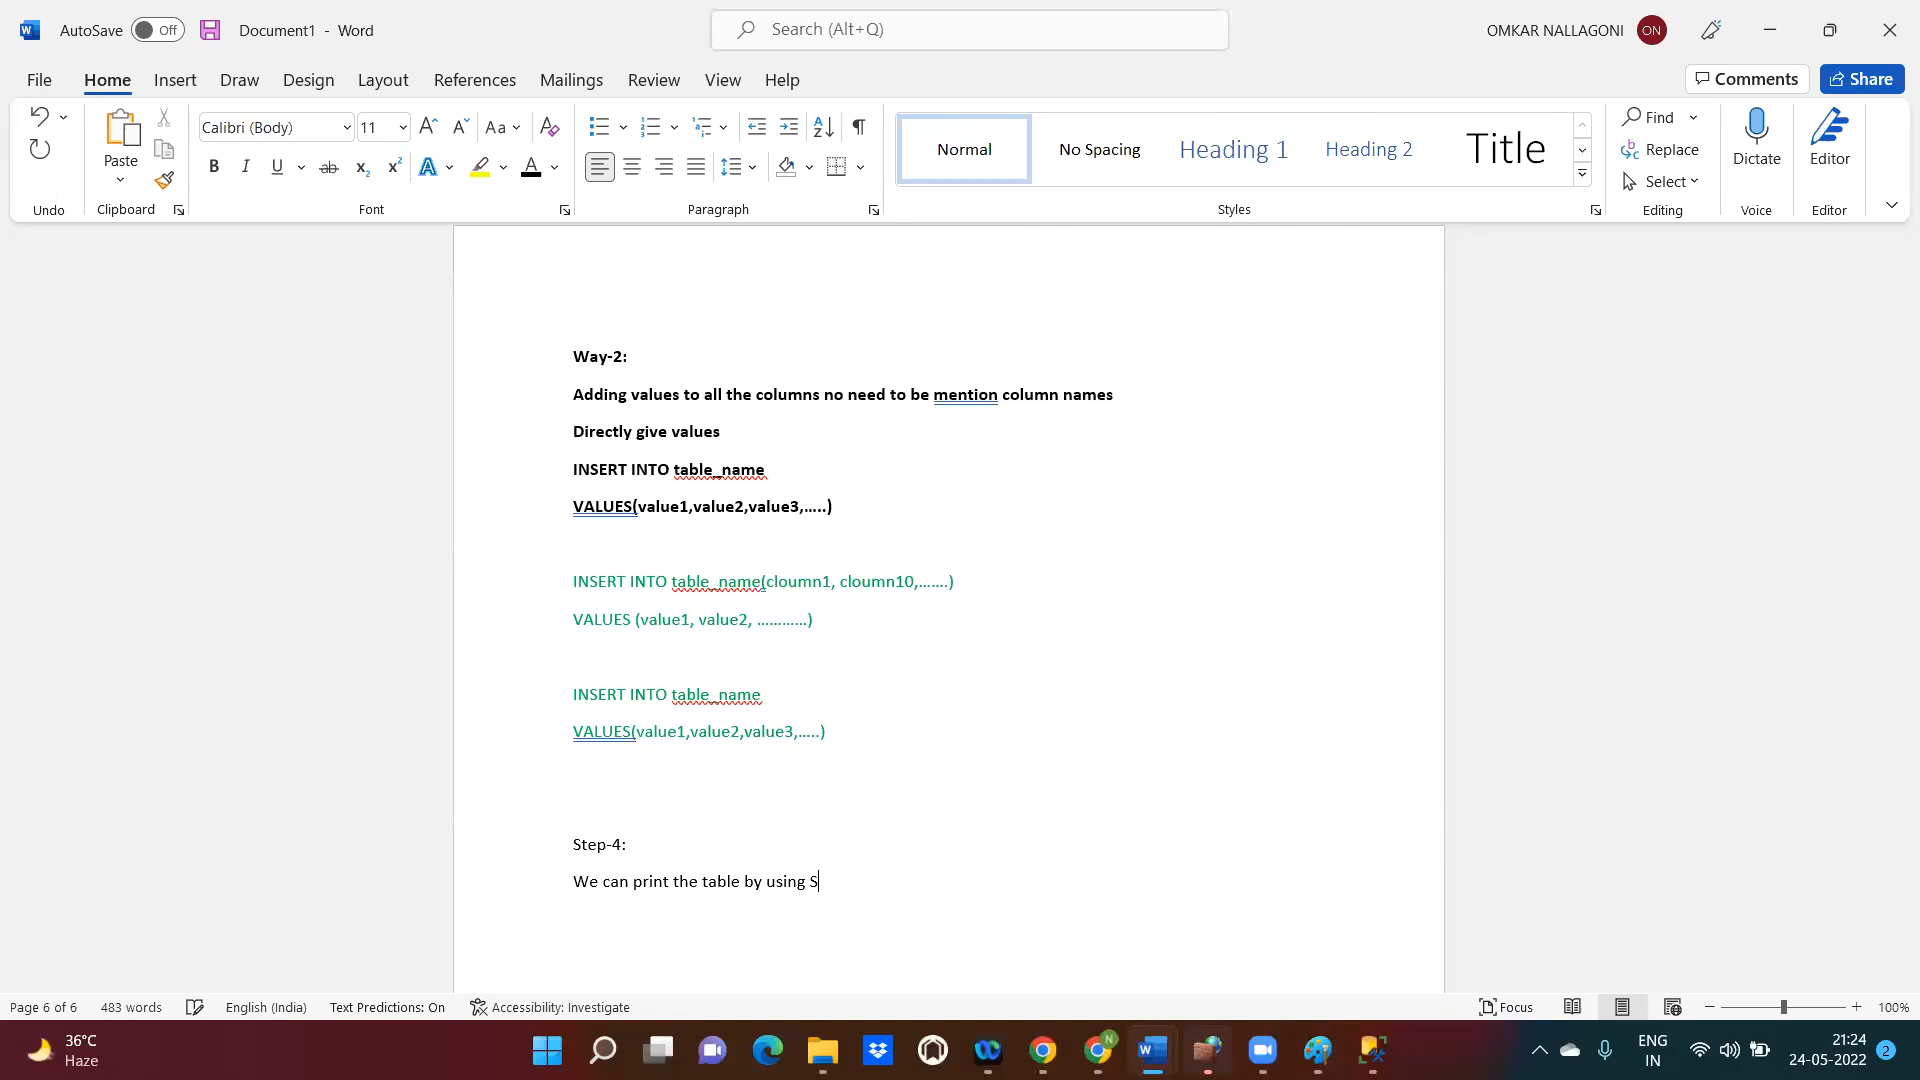 AutoSave Off Document1 - Word Search (Alt+Q) OMKAR NALLAGONI ON
File Home Insert Draw Design Layout References Mailings Review View Help Comments Share
Calibri (Body) 11 Aa Find
Paste Normal No Spacing Heading 1 Heading 2 Title Replace Dictate Editor
B I U ab x₂ x² A A Select
Undo Clipboard Font Paragraph Styles Editing Voice Editor
Way-2:
Adding values to all the columns no need to be mention column names
Directly give values
INSERT INTO table_name
VALUES(value1,value2,value3,…..)
INSERT INTO table_name(cloumn1, cloumn10,…….)
VALUES (value1, value2, …………)
INSERT INTO table_name
VALUES(value1,value2,value3,…..)
Step-4:
We can print the table by using S
Page 6 of 6 483 words English (India) Text Predictions: On Accessibility: Investigate Focus 100%
36°C
Haze
ENG
IN
21:24
24-05-2022
2